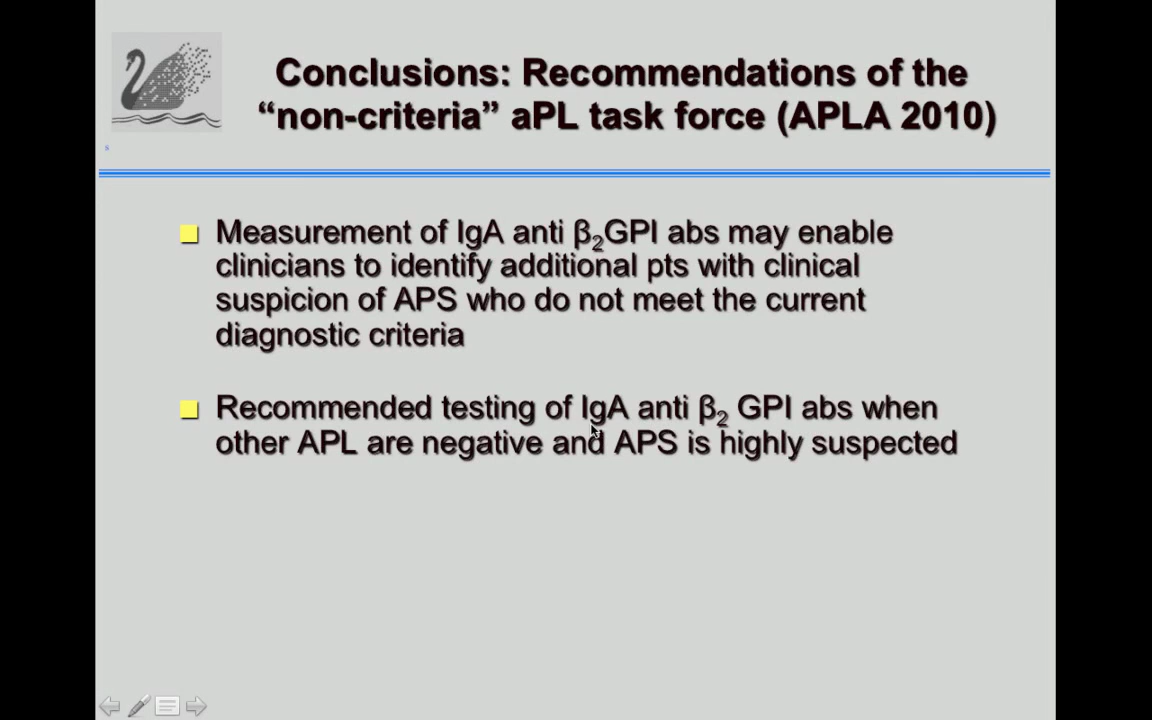 Conclusions: Recommendations of the
“non-criteria” aPL task force (APLA 2010)
s
Measurement of IgA anti β₂GPI abs may enable
clinicians to identify additional pts with clinical
suspicion of APS who do not meet the current
diagnostic criteria
Recommended testing of IgA anti β₂ GPI abs when
other APL are negative and APS is highly suspected